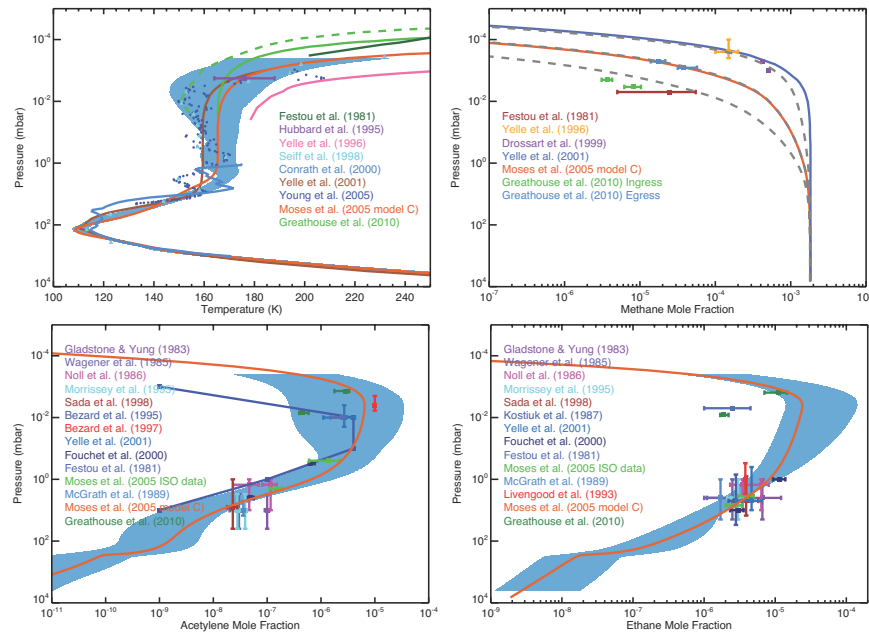 10⁻⁴
10⁻²
10⁰
10²
10⁴
Pressure (mbar)
100 120 140 160 180 200 220 240
Temperature (K)
Festou et al. (1981)
Hubbard et al. (1995)
Yelle et al. (1996)
Seiff et al. (1998)
Conrath et al. (2000)
Yelle et al. (2001)
Young et al. (2005)
Moses et al. (2005 model C)
Greathouse et al. (2010)
10⁻⁴
10⁻²
10⁰
10²
10⁴
Pressure (mbar)
10⁻⁷ 10⁻⁶ 10⁻⁵ 10⁻⁴ 10⁻³ 10
Methane Mole Fraction
Festou et al. (1981)
Yelle et al. (1996)
Drossart et al. (1999)
Yelle et al. (2001)
Moses et al. (2005 model C)
Greathouse et al. (2010) Ingress
Greathouse et al. (2010) Egress
10⁻⁴
10⁻²
10⁰
10²
10⁴
Pressure (mbar)
10⁻¹¹ 10⁻¹⁰ 10⁻⁹ 10⁻⁸ 10⁻⁷ 10⁻⁶ 10⁻⁵ 10⁻⁴
Acetylene Mole Fraction
Gladstone & Yung (1983)
Wagener et al. (1985)
Noll et al. (1986)
Morrissey et al. (1995)
Sada et al. (1998)
Bezard et al. (1995)
Bezard et al. (1997)
Yelle et al. (2001)
Fouchet et al. (2000)
Festou et al. (1981)
Moses et al. (2005 ISO data)
McGrath et al. (1989)
Moses et al. (2005 model C)
Greathouse et al. (2010)
10⁻⁴
10⁻²
10⁰
10²
10⁴
Pressure (mbar)
10⁻⁹ 10⁻⁸ 10⁻⁷ 10⁻⁶ 10⁻⁵ 10⁻⁴
Ethane Mole Fraction
Gladstone & Yung (1983)
Wagener et al. (1985)
Noll et al. (1986)
Morrissey et al. (1995)
Sada et al. (1998)
Kostiuk et al. (1987)
Yelle et al. (2001)
Fouchet et al. (2000)
Festou et al. (1981)
Moses et al. (2005 ISO data)
McGrath et al. (1989)
Livengood et al. (1993)
Moses et al. (2005 model C)
Greathouse et al. (2010)